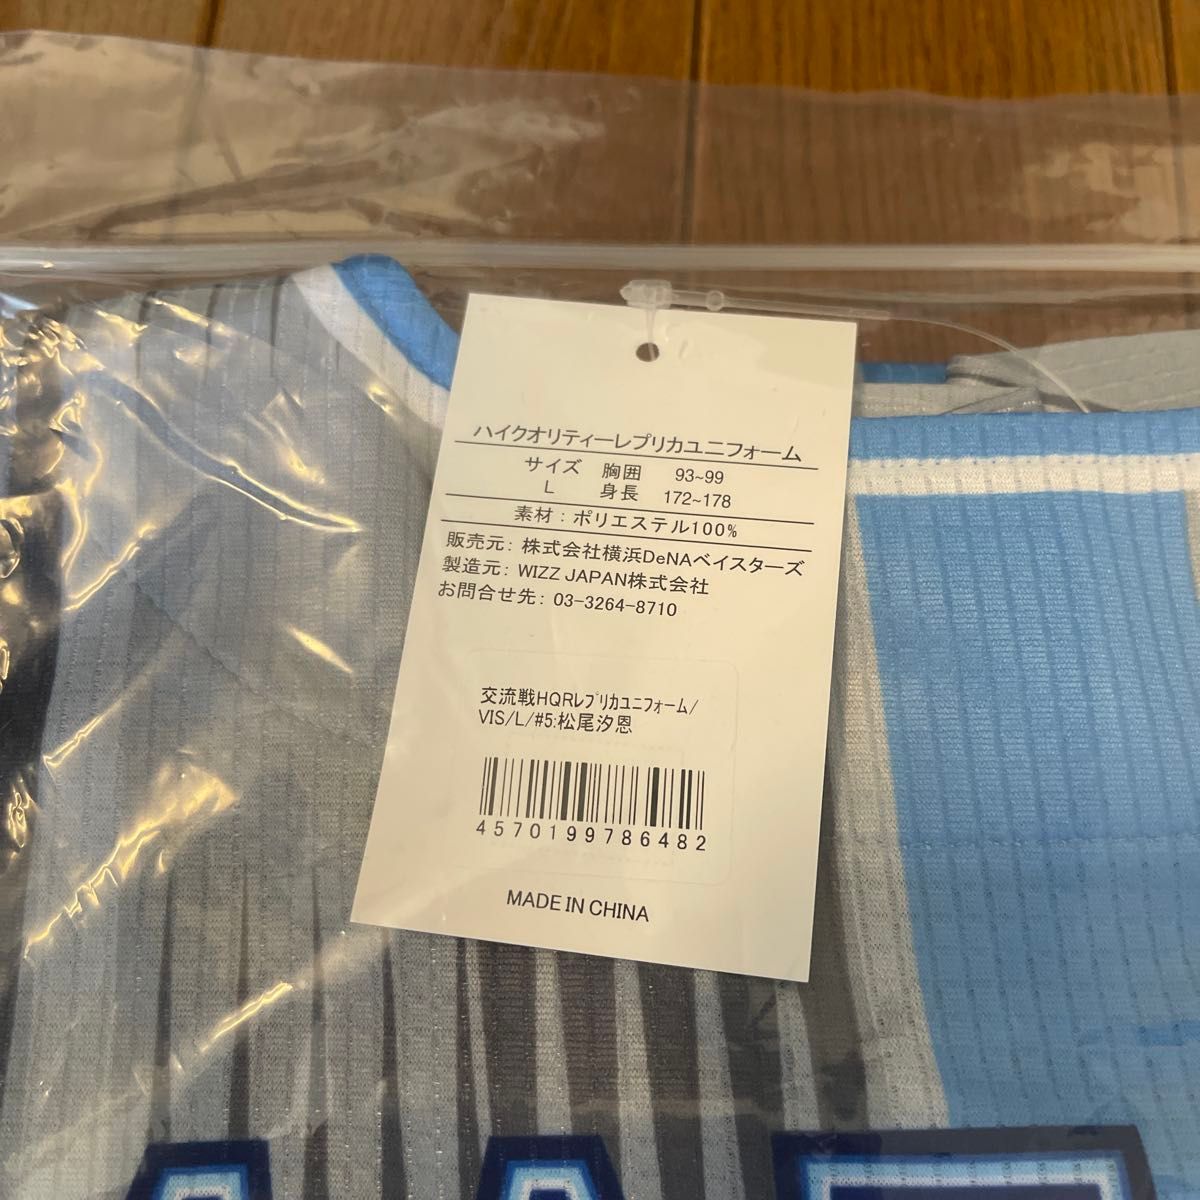 ハイクオリティーレプリカユニフォーム
サイズ 胸囲 93~99
L 身長 172~178
素材：ポリエステル100%
販売元：株式会社横浜DeNAベイスターズ
製造元：WIZZ JAPAN株式会社
お問合せ先：03-3264-8710
交流戦HQRﾚﾌﾟﾘｶﾕﾆﾌｫｰﾑ/
VIS/L/#5:松尾汐恩
4570199786482
MADE IN CHINA